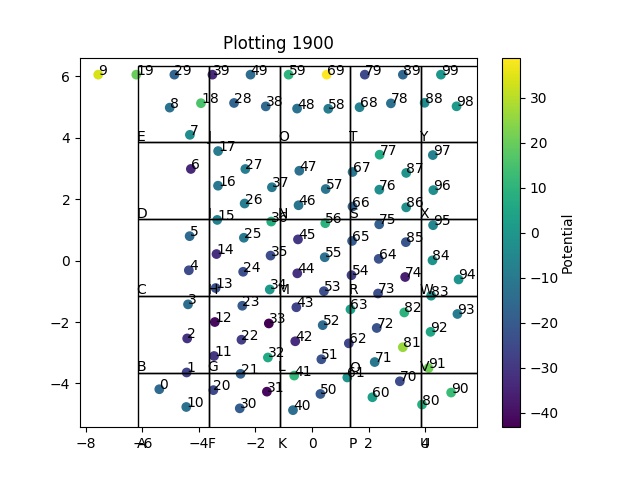 Plotting 1900
9 19 29 39 49 59 69 79 89 99
8 18 28 38 48 58 68 78 88 98
7
E J O T Y
17 77 97
6 27 47 67 87
16 37 57 76 96
26 46 66 86
D I N S X
15 36 56 75 95
5 25 45 65 85
14 35 55 64 84
4 24 44 54 74 94
13 34 53 73 83
C H M R W
3 23 43 63 82 93
12 33 52 72 92
2 22 42 62 81
11 32 51 71 91
B G L Q V
1 21 41 61 70
0 20 31 50 60 90
10 30 40 80
A F K P U
6
4
2
0
−2
−4
−8 −6 −4 −2 0 2 4
30
20
10
0
−10
−20
−30
−40
Potential